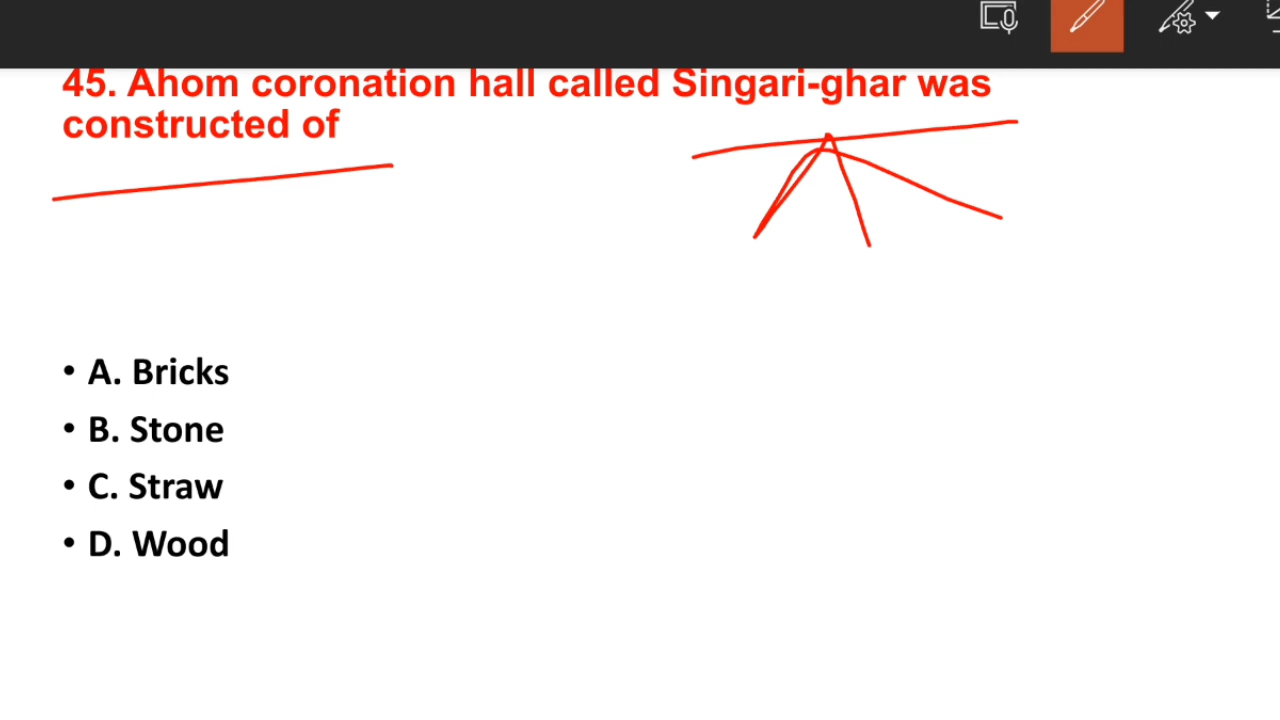 45. Ahom coronation hall called Singari-ghar was
constructed of
• A. Bricks
• B. Stone
• C. Straw
• D. Wood